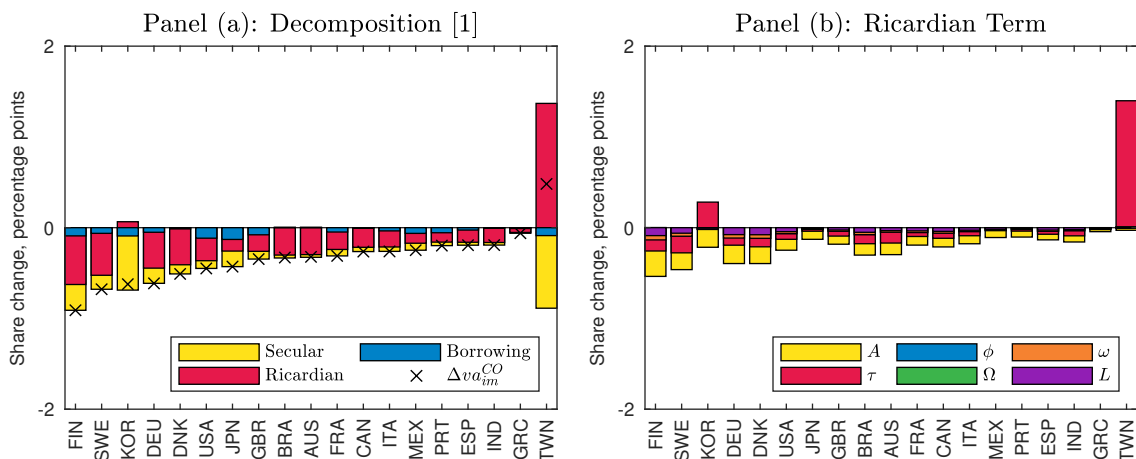 Panel (a): Decomposition [1]
Share change, percentage points
2
0
-2
Secular
Borrowing
Ricardian
Δva_{im}^{CO}
FIN
SWE
KOR
DEU
DNK
USA
JPN
GBR
BRA
AUS
FRA
CAN
ITA
MEX
PRT
ESP
IND
GRC
TWN
Panel (b): Ricardian Term
Share change, percentage points
2
0
-2
A
ϕ
ω
τ
Ω
L
FIN
SWE
KOR
DEU
DNK
USA
JPN
GBR
BRA
AUS
FRA
CAN
ITA
MEX
PRT
ESP
IND
GRC
TWN